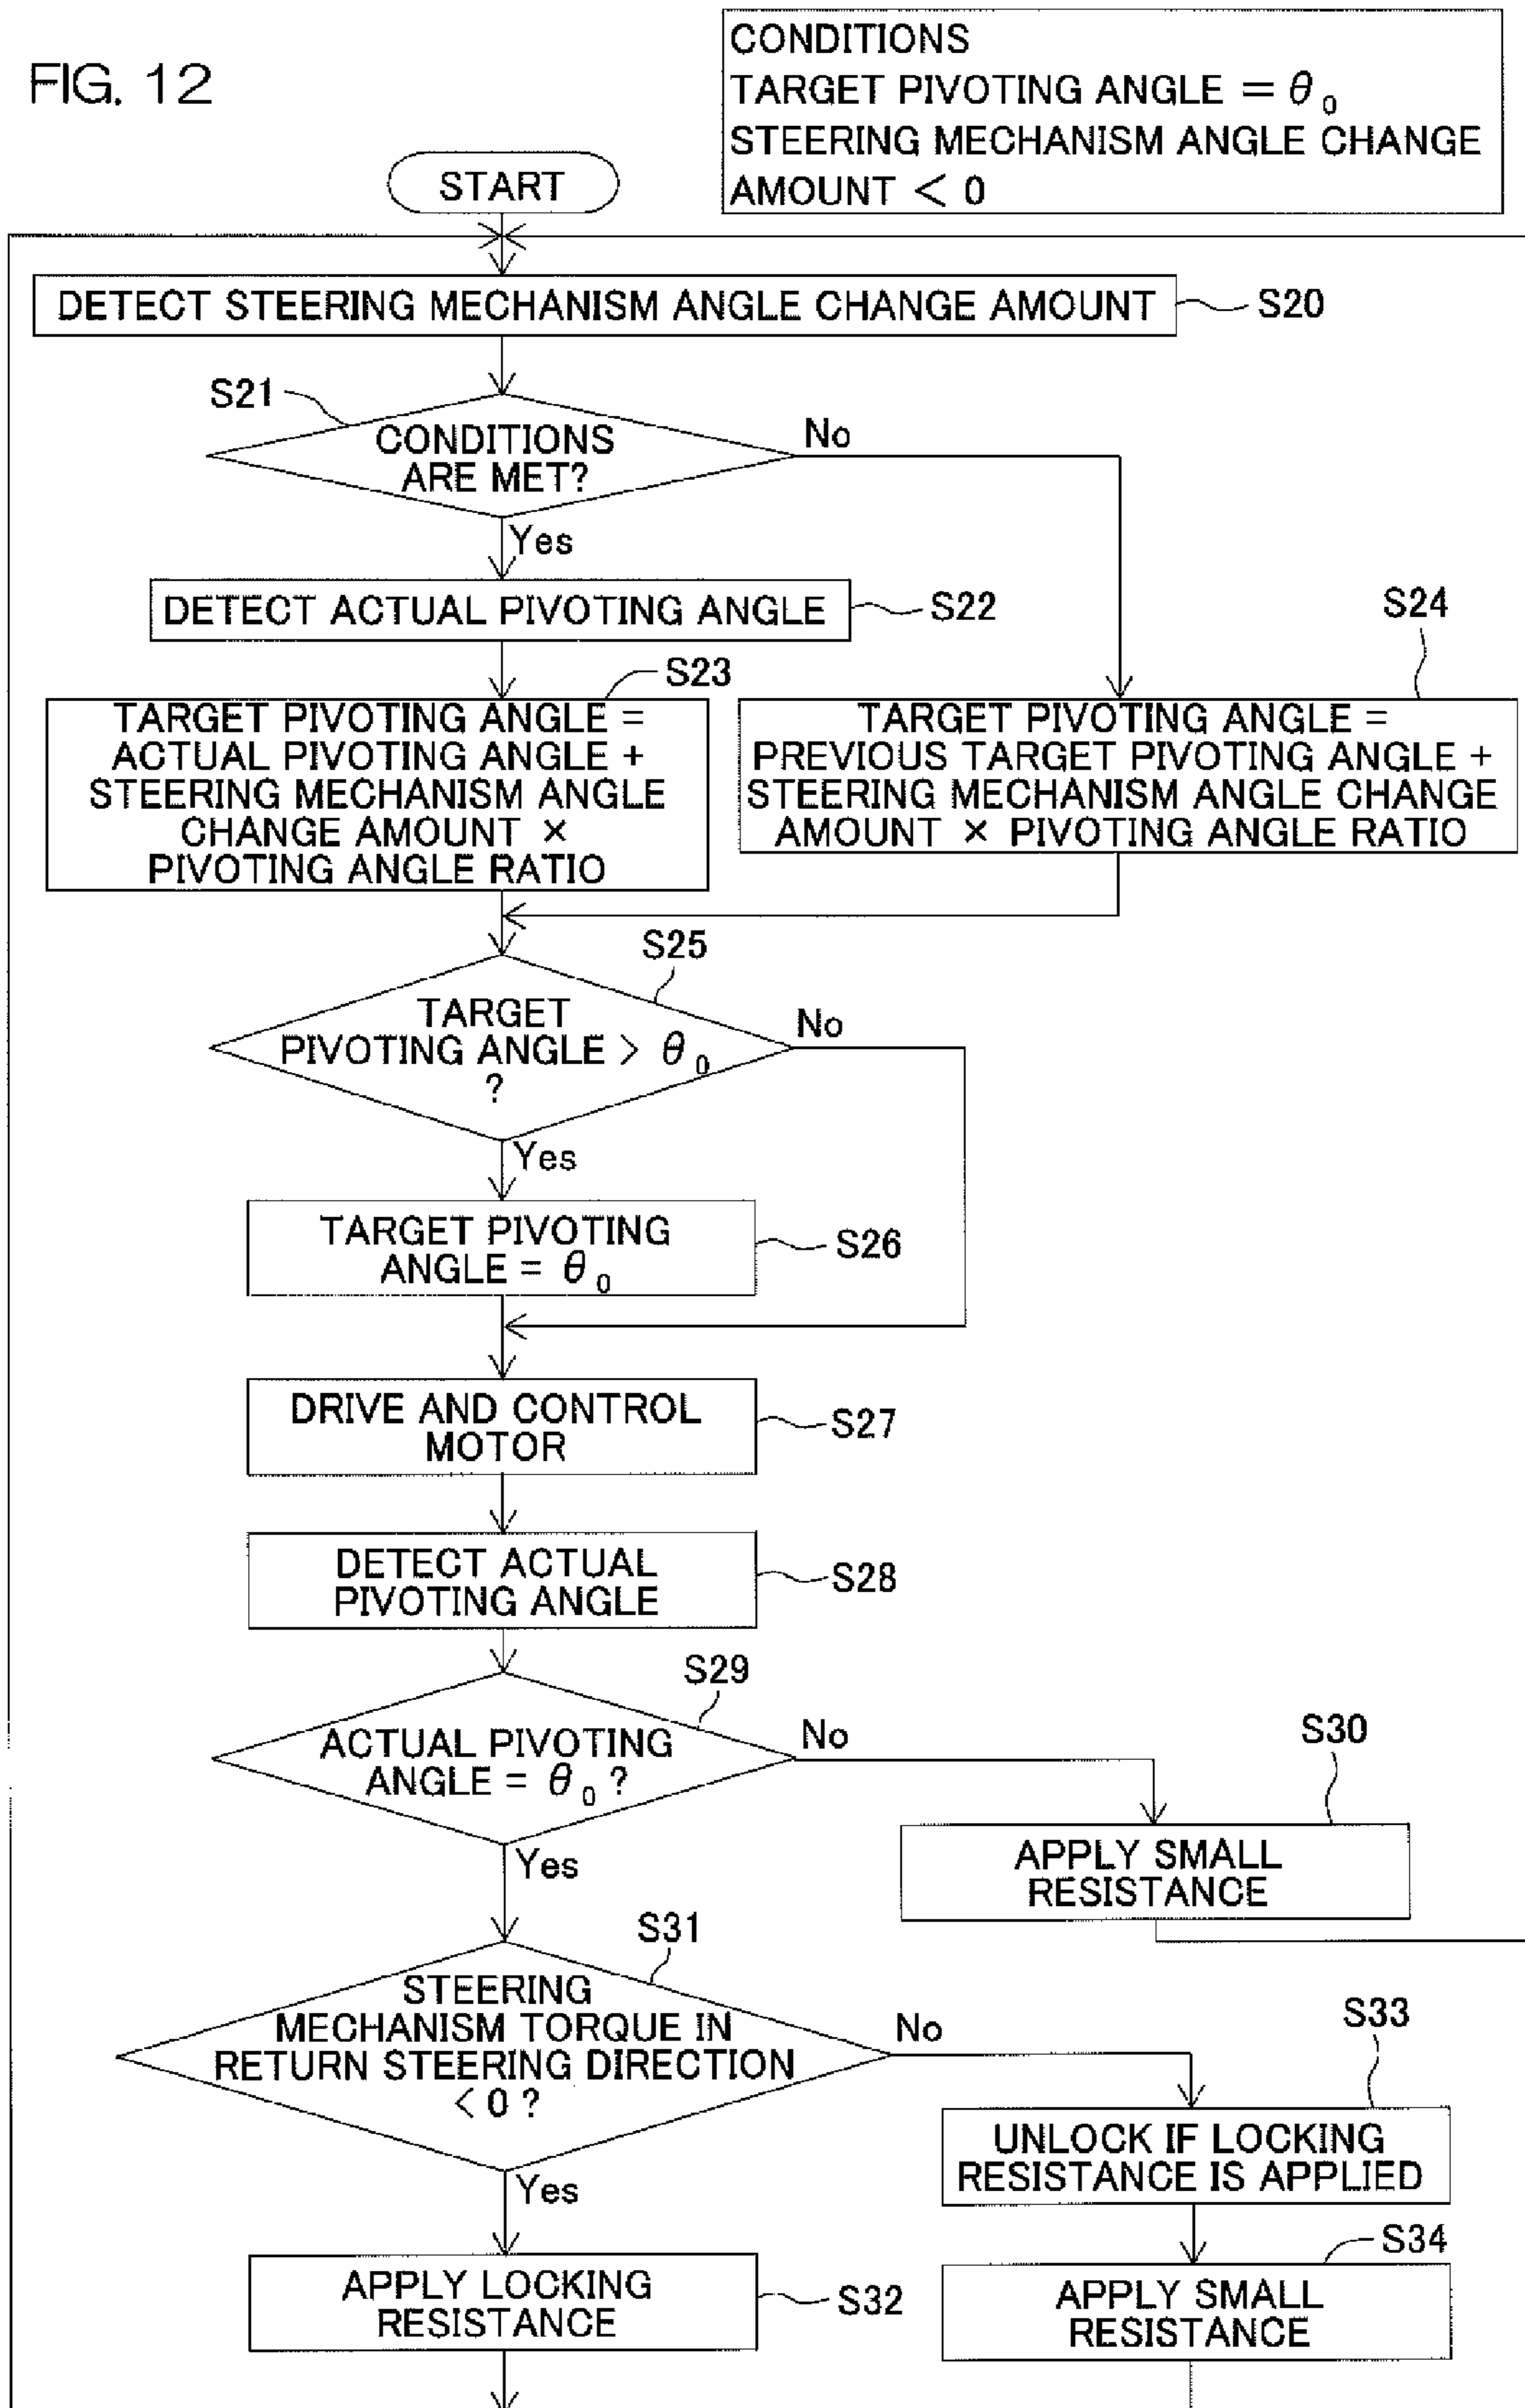 FIG. 12
CONDITIONS
TARGET PIVOTING ANGLE = θ₀
STEERING MECHANISM ANGLE CHANGE
AMOUNT < 0
START
DETECT STEERING MECHANISM ANGLE CHANGE AMOUNT
S20
S21
CONDITIONS
ARE MET?
No
Yes
DETECT ACTUAL PIVOTING ANGLE
S22
S23
TARGET PIVOTING ANGLE =
ACTUAL PIVOTING ANGLE +
STEERING MECHANISM ANGLE
CHANGE AMOUNT ×
PIVOTING ANGLE RATIO
S24
TARGET PIVOTING ANGLE =
PREVIOUS TARGET PIVOTING ANGLE +
STEERING MECHANISM ANGLE CHANGE
AMOUNT × PIVOTING ANGLE RATIO
S25
TARGET
PIVOTING ANGLE > θ₀
?
No
Yes
TARGET PIVOTING
ANGLE = θ₀
S26
DRIVE AND CONTROL
MOTOR
S27
DETECT ACTUAL
PIVOTING ANGLE
S28
S29
ACTUAL PIVOTING
ANGLE = θ₀ ?
No
Yes
S30
APPLY SMALL
RESISTANCE
S31
STEERING
MECHANISM TORQUE IN
RETURN STEERING DIRECTION
< 0 ?
No
Yes
S33
UNLOCK IF LOCKING
RESISTANCE IS APPLIED
APPLY LOCKING
RESISTANCE
S32
S34
APPLY SMALL
RESISTANCE